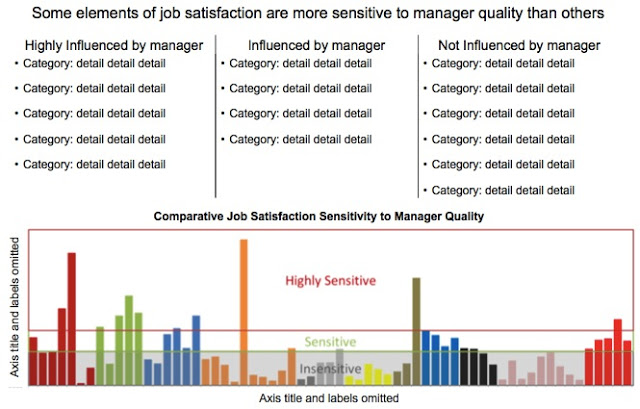 Some elements of job satisfaction are more sensitive to manager quality than others
Highly Influenced by manager
• Category: detail detail detail
• Category: detail detail detail
• Category: detail detail detail
• Category: detail detail detail
• Category: detail detail detail
Influenced by manager
• Category: detail detail detail
• Category: detail detail detail
• Category: detail detail detail
• Category: detail detail detail
Not Influenced by manager
• Category: detail detail detail
• Category: detail detail detail
• Category: detail detail detail
• Category: detail detail detail
• Category: detail detail detail
• Category: detail detail detail
Comparative Job Satisfaction Sensitivity to Manager Quality
Axis title and labels omitted
Highly Sensitive
Sensitive
Insensitive
Axis title and labels omitted